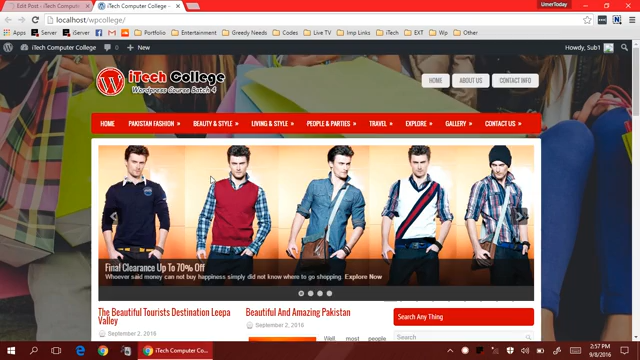 UmerToday
Edit Post - iTech Comput
iTech Computer College -
localhost/wpcollege/
Apps
Server
iServer
F
Portfolio
Entertainment
Greedy Needs
Codes
Live TV
Imp Links
iTech
EXT
Wp
Other
iTech Computer College
0
+ New
Howdy, Sub1
iTech College
Wordpress Course Batch 4
HOME
ABOUT US
CONTACT INFO
HOME
PAKISTAN FASHION »
BEAUTY & STYLE »
LIVING & STYLE »
PEOPLE & PARTIES »
TRAVEL »
EXPLORE »
GALLERY »
CONTACT US »
Final Clearance Up To 70% Off
Whoever said money can not buy happiness simply did not know where to go shopping. Explore Now
The Beautiful Tourists Destination Leepa
Valley
September 2, 2016
Beautiful And Amazing Pakistan
September 2, 2016
Well, most people
Search Any Thing
iTech Computer Co...
2:57 PM
9/8/2016